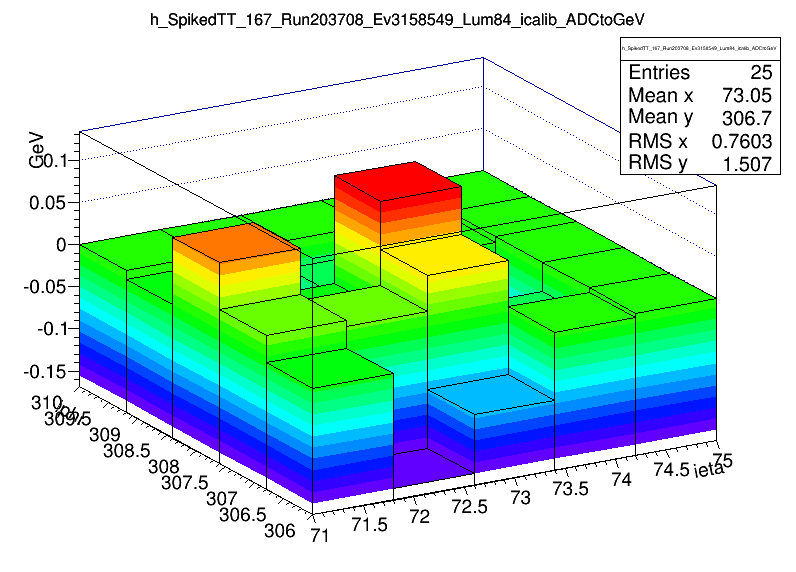 h_SpikedTT_167_Run203708_Ev3158549_Lum84_icalib_ADCtoGeV
h_SpikedTT_167_Run203708_Ev3158549_Lum84_icalib_ADCtoGeV
Entries 25
Mean x 73.05
Mean y 306.7
RMS x 0.7603
RMS y 1.507
GeV
0.1
0.05
0
-0.05
-0.1
-0.15
310
309.5
iphi
309
308.5
308
307.5
307
306.5
306
71
71.5
72
72.5
73
73.5
74
74.5
75
ieta